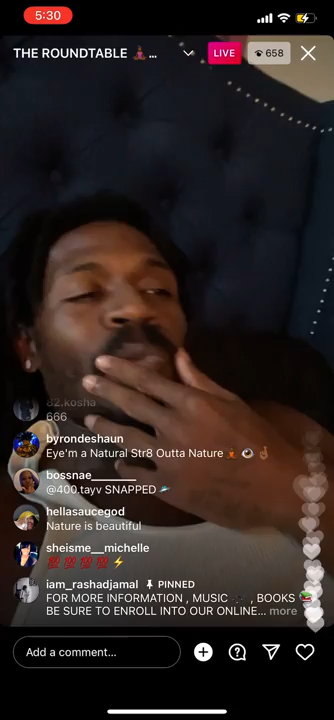 5:30
THE ROUNDTABLE 🧘🏾‍♂️...
LIVE
658
82.kosha
666
byrondeshaun
Eye'm a Natural Str8 Outta Nature 🧘🏾‍♂️👁️🤞🏾
bossnae_______
@400.tayv SNAPPED
hellasaucegod
Nature is beautiful
sheisme__michelle
💯💯💯💯⚡
iam_rashadjamal PINNED
FOR MORE INFORMATION , MUSIC , BOOKS 📚
BE SURE TO ENROLL INTO OUR ONLINE... more
Add a comment...